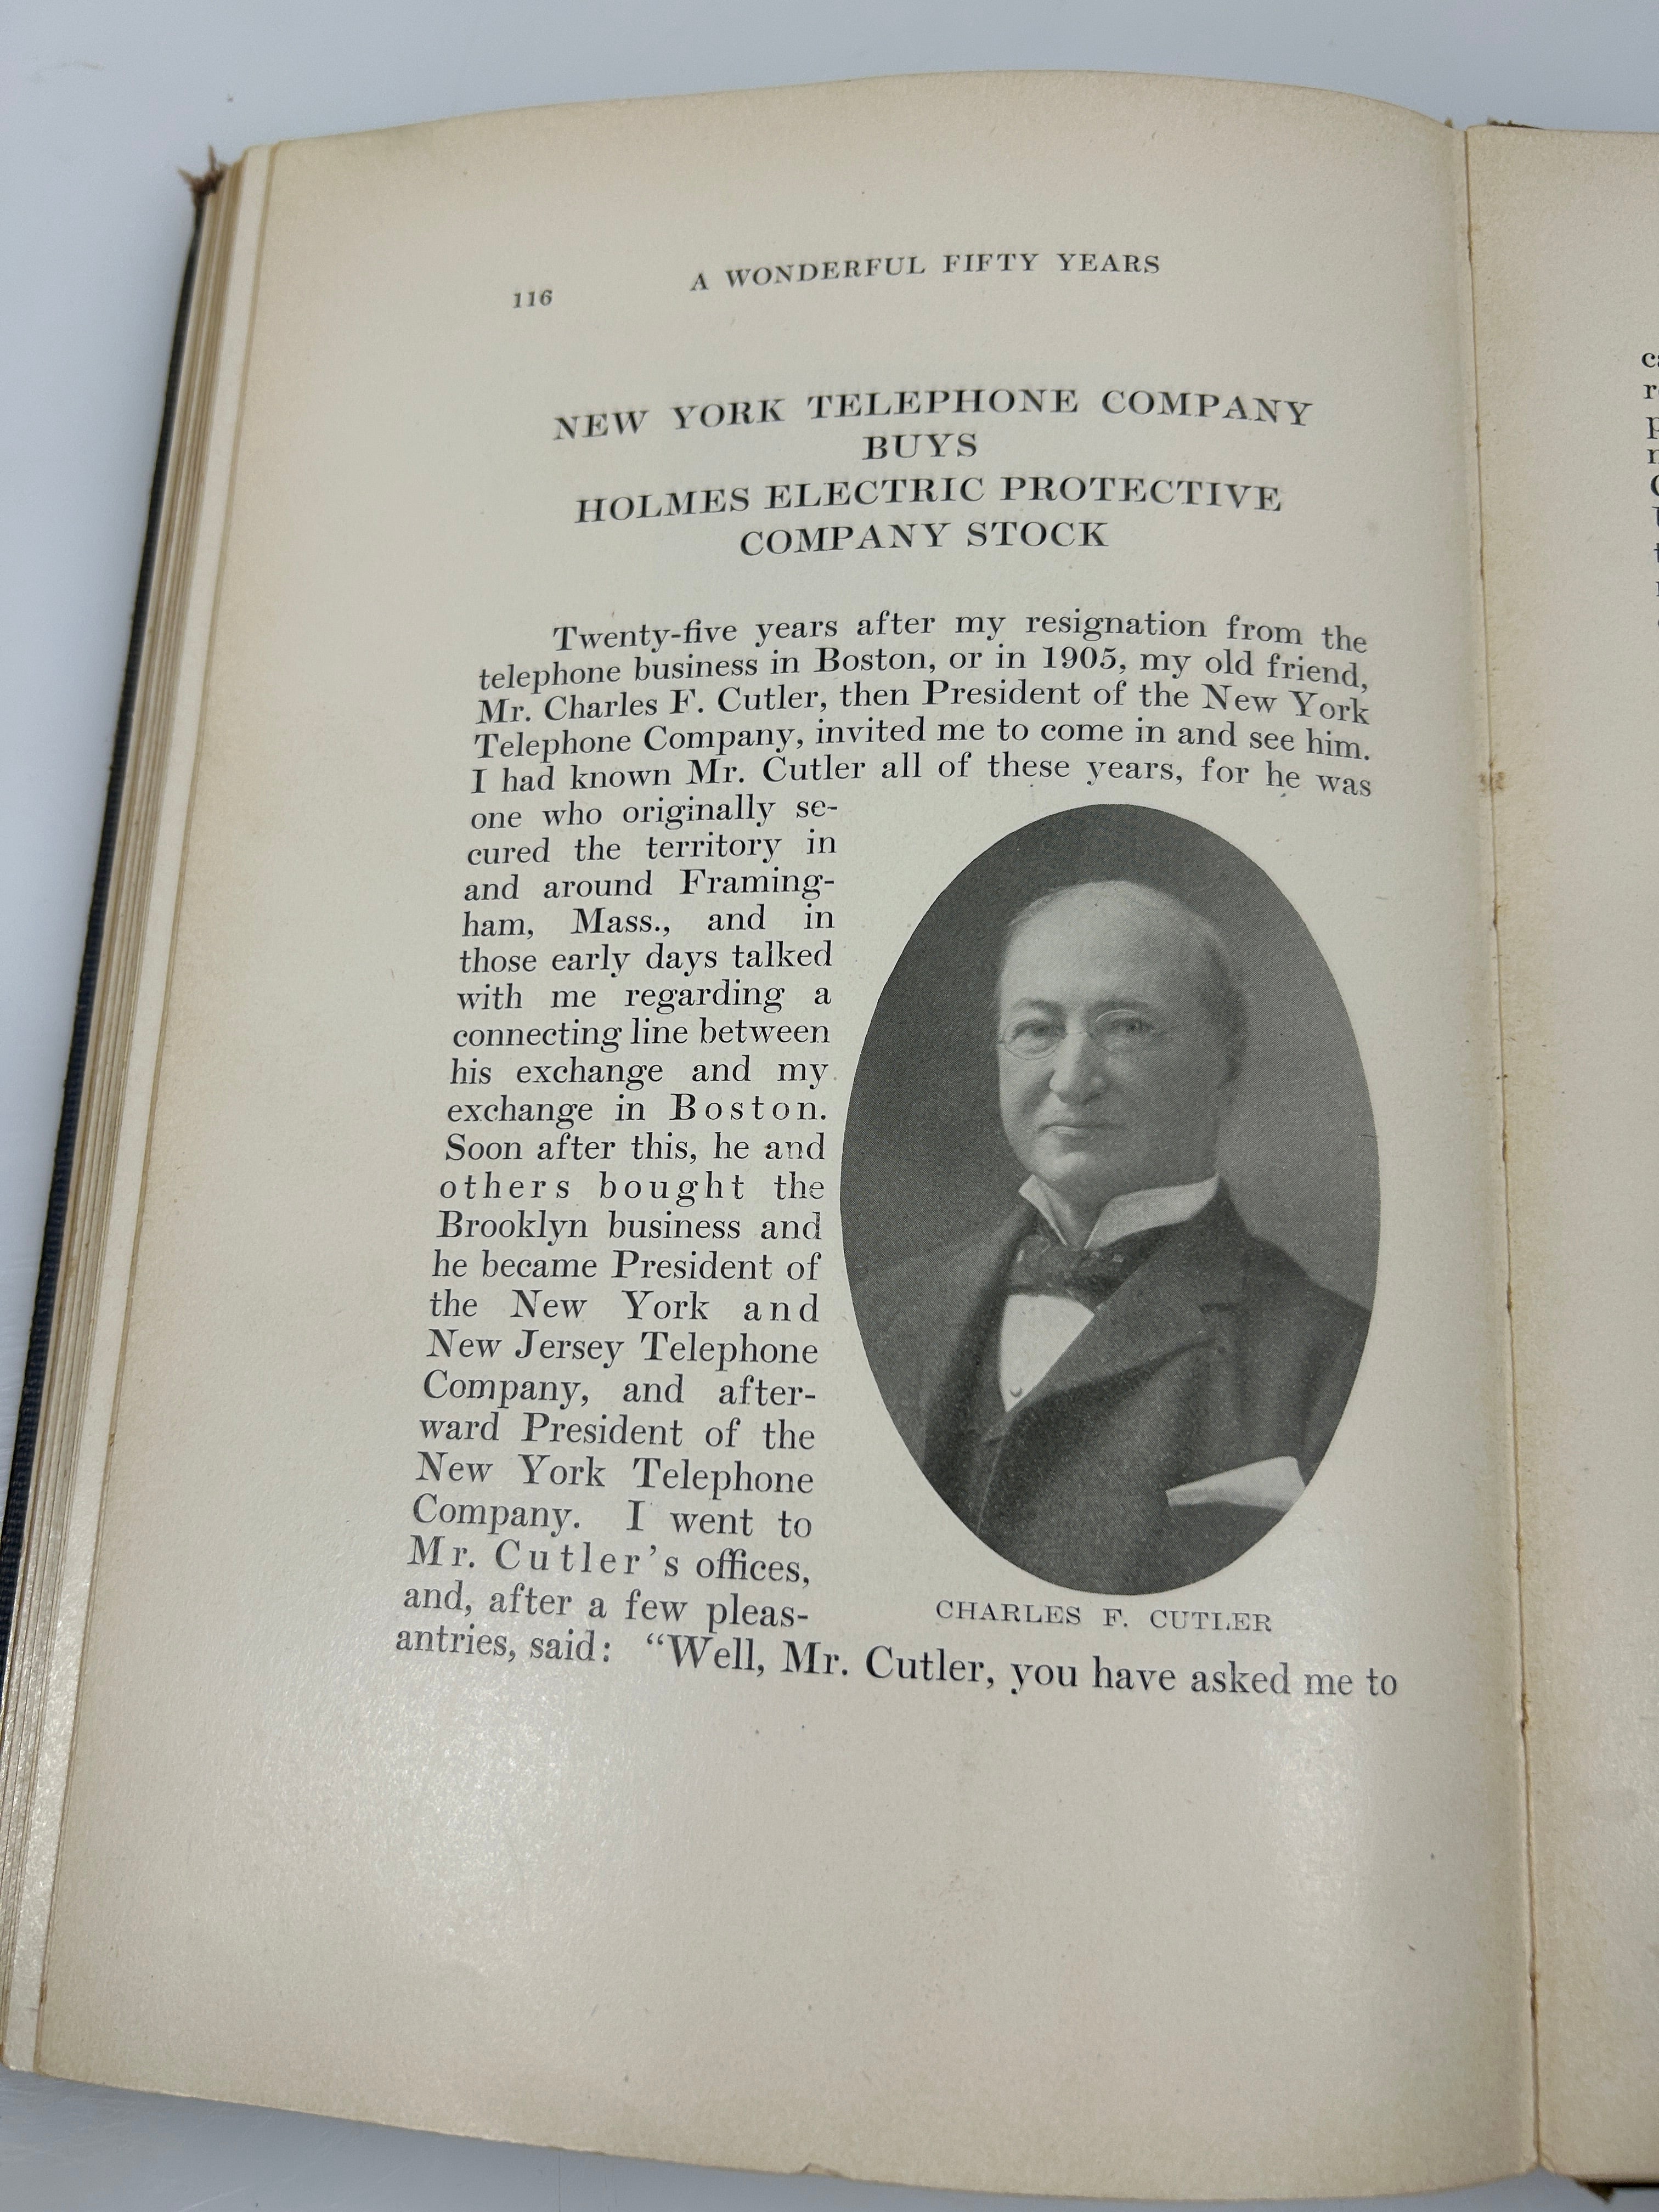 116
A WONDERFUL FIFTY YEARS
NEW YORK TELEPHONE COMPANY
BUYS
HOLMES ELECTRIC PROTECTIVE
COMPANY STOCK
Twenty-five years after my resignation from the
telephone business in Boston, or in 1905, my old friend,
Mr. Charles F. Cutler, then President of the New York
Telephone Company, invited me to come in and see him.
I had known Mr. Cutler all of these years, for he was
one who originally se-
cured the territory in
and around Framing-
ham, Mass., and in
those early days talked
with me regarding a
connecting line between
his exchange and my
exchange in Boston.
Soon after this, he and
others bought the
Brooklyn business and
he became President of
the New York and
New Jersey Telephone
Company, and after-
ward President of the
New York Telephone
Company. I went to
Mr. Cutler's offices,
and, after a few pleas-
antries, said: "Well, Mr. Cutler, you have asked me to
CHARLES F. CUTLER